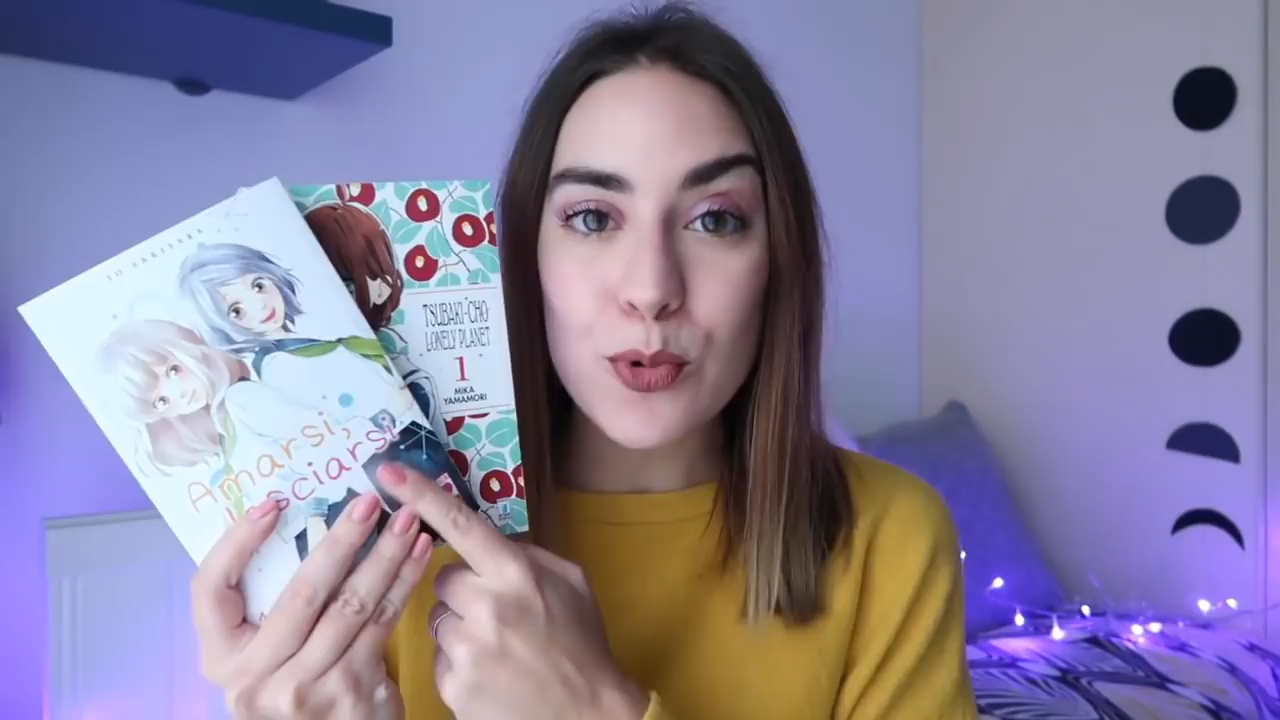 IO SAKISAKA
Amarsi,
lasciarsi
TSUBAKI-CHO
LONELY PLANET
1
MIKA
YAMAMORI